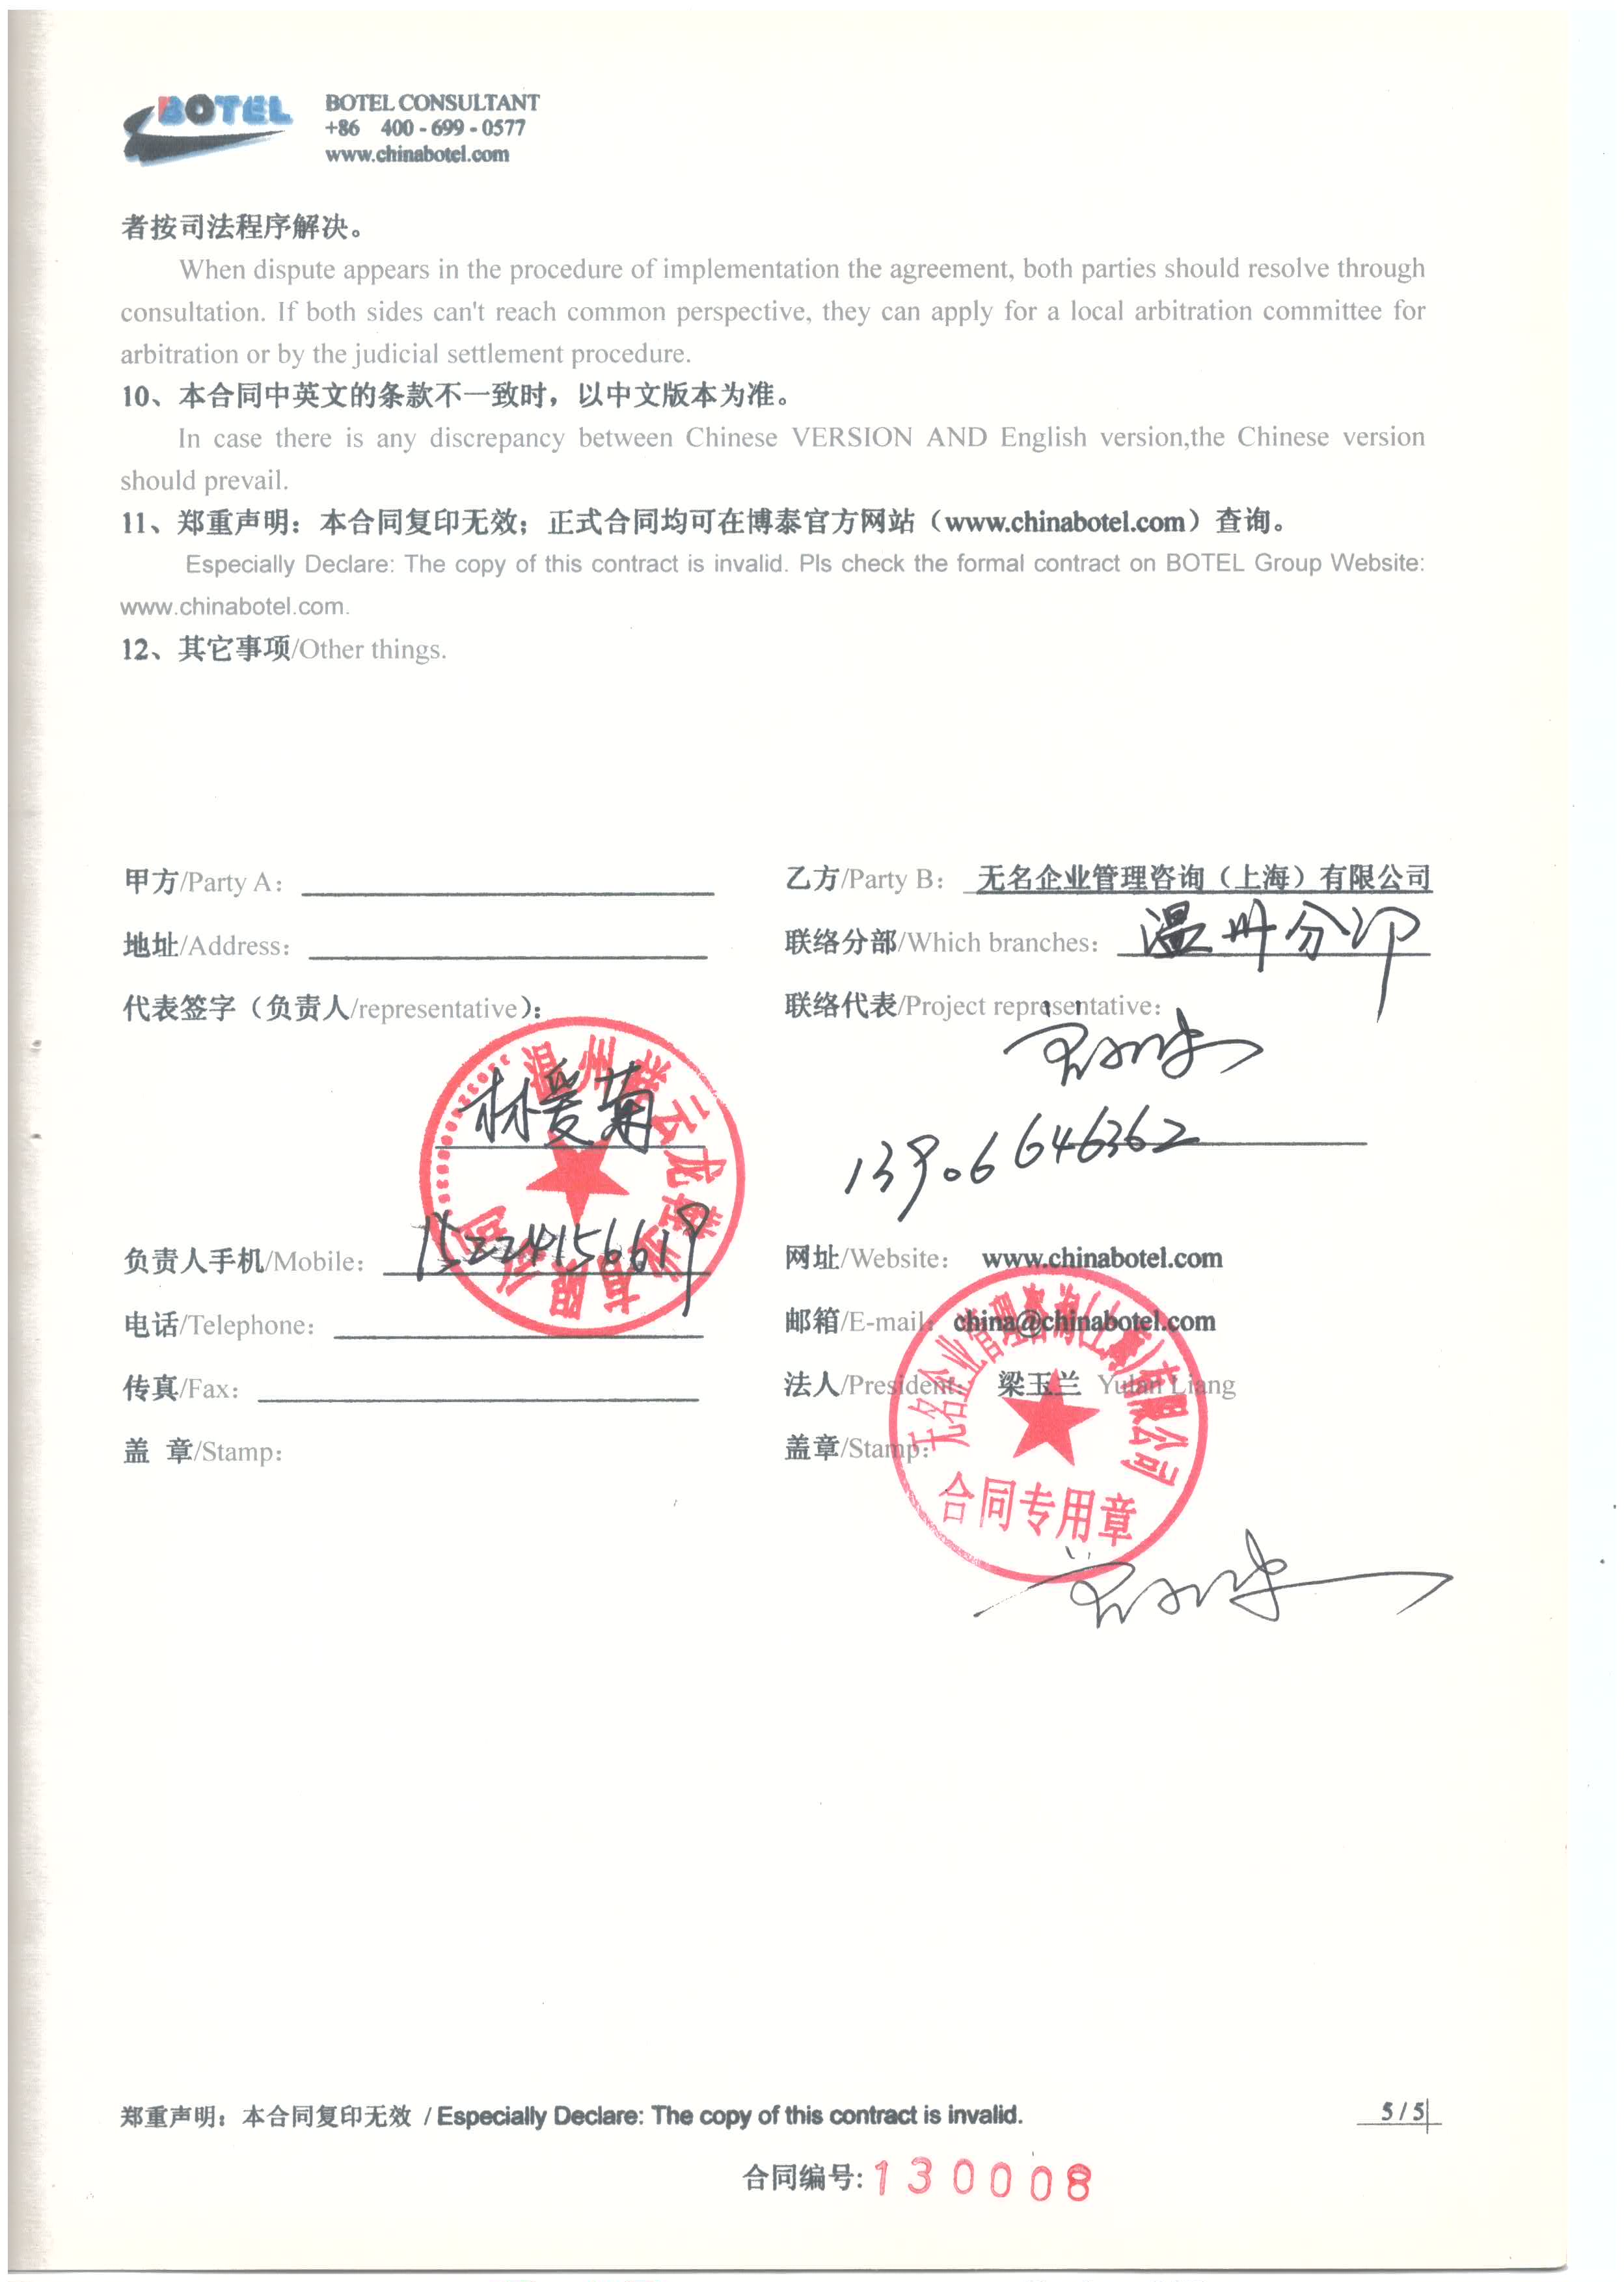 BOTEL
BOTEL CONSULTANT
+86 400-699-0577
www.chinabotel.com
者按司法程序解决。
When dispute appears in the procedure of implementation the agreement, both parties should resolve through
consultation. If both sides can't reach common perspective, they can apply for a local arbitration committee for
arbitration or by the judicial settlement procedure.
10、本合同中英文的条款不一致时，以中文版本为准。
In case there is any discrepancy between Chinese VERSION AND English version,the Chinese version
should prevail.
11、郑重声明：本合同复印无效；正式合同均可在博泰官方网站（www.chinabotel.com）查询。
Especially Declare: The copy of this contract is invalid. Pls check the formal contract on BOTEL Group Website:
www.chinabotel.com.
12、其它事项/Other things.
甲方/Party A：
乙方/Party B： 无名企业管理咨询（上海）有限公司
地址/Address：
联络分部/Which branches： 温州分
代表签字（负责人/representative）：
联络代表/Project representative：
林爱菊
13906646362
负责人手机/Mobile：
网址/Website： www.chinabotel.com
电话/Telephone：
邮箱/E-mail： china@chinabotel.com
传真/Fax：
法人/President： 梁玉兰 Yulan Liang
盖 章/Stamp：
盖章/Stamp：
无名企业管理咨询(上海)有限公司
合同专用章
郑重声明：本合同复印无效 / Especially Declare: The copy of this contract is invalid.
5 / 5
合同编号: 130008